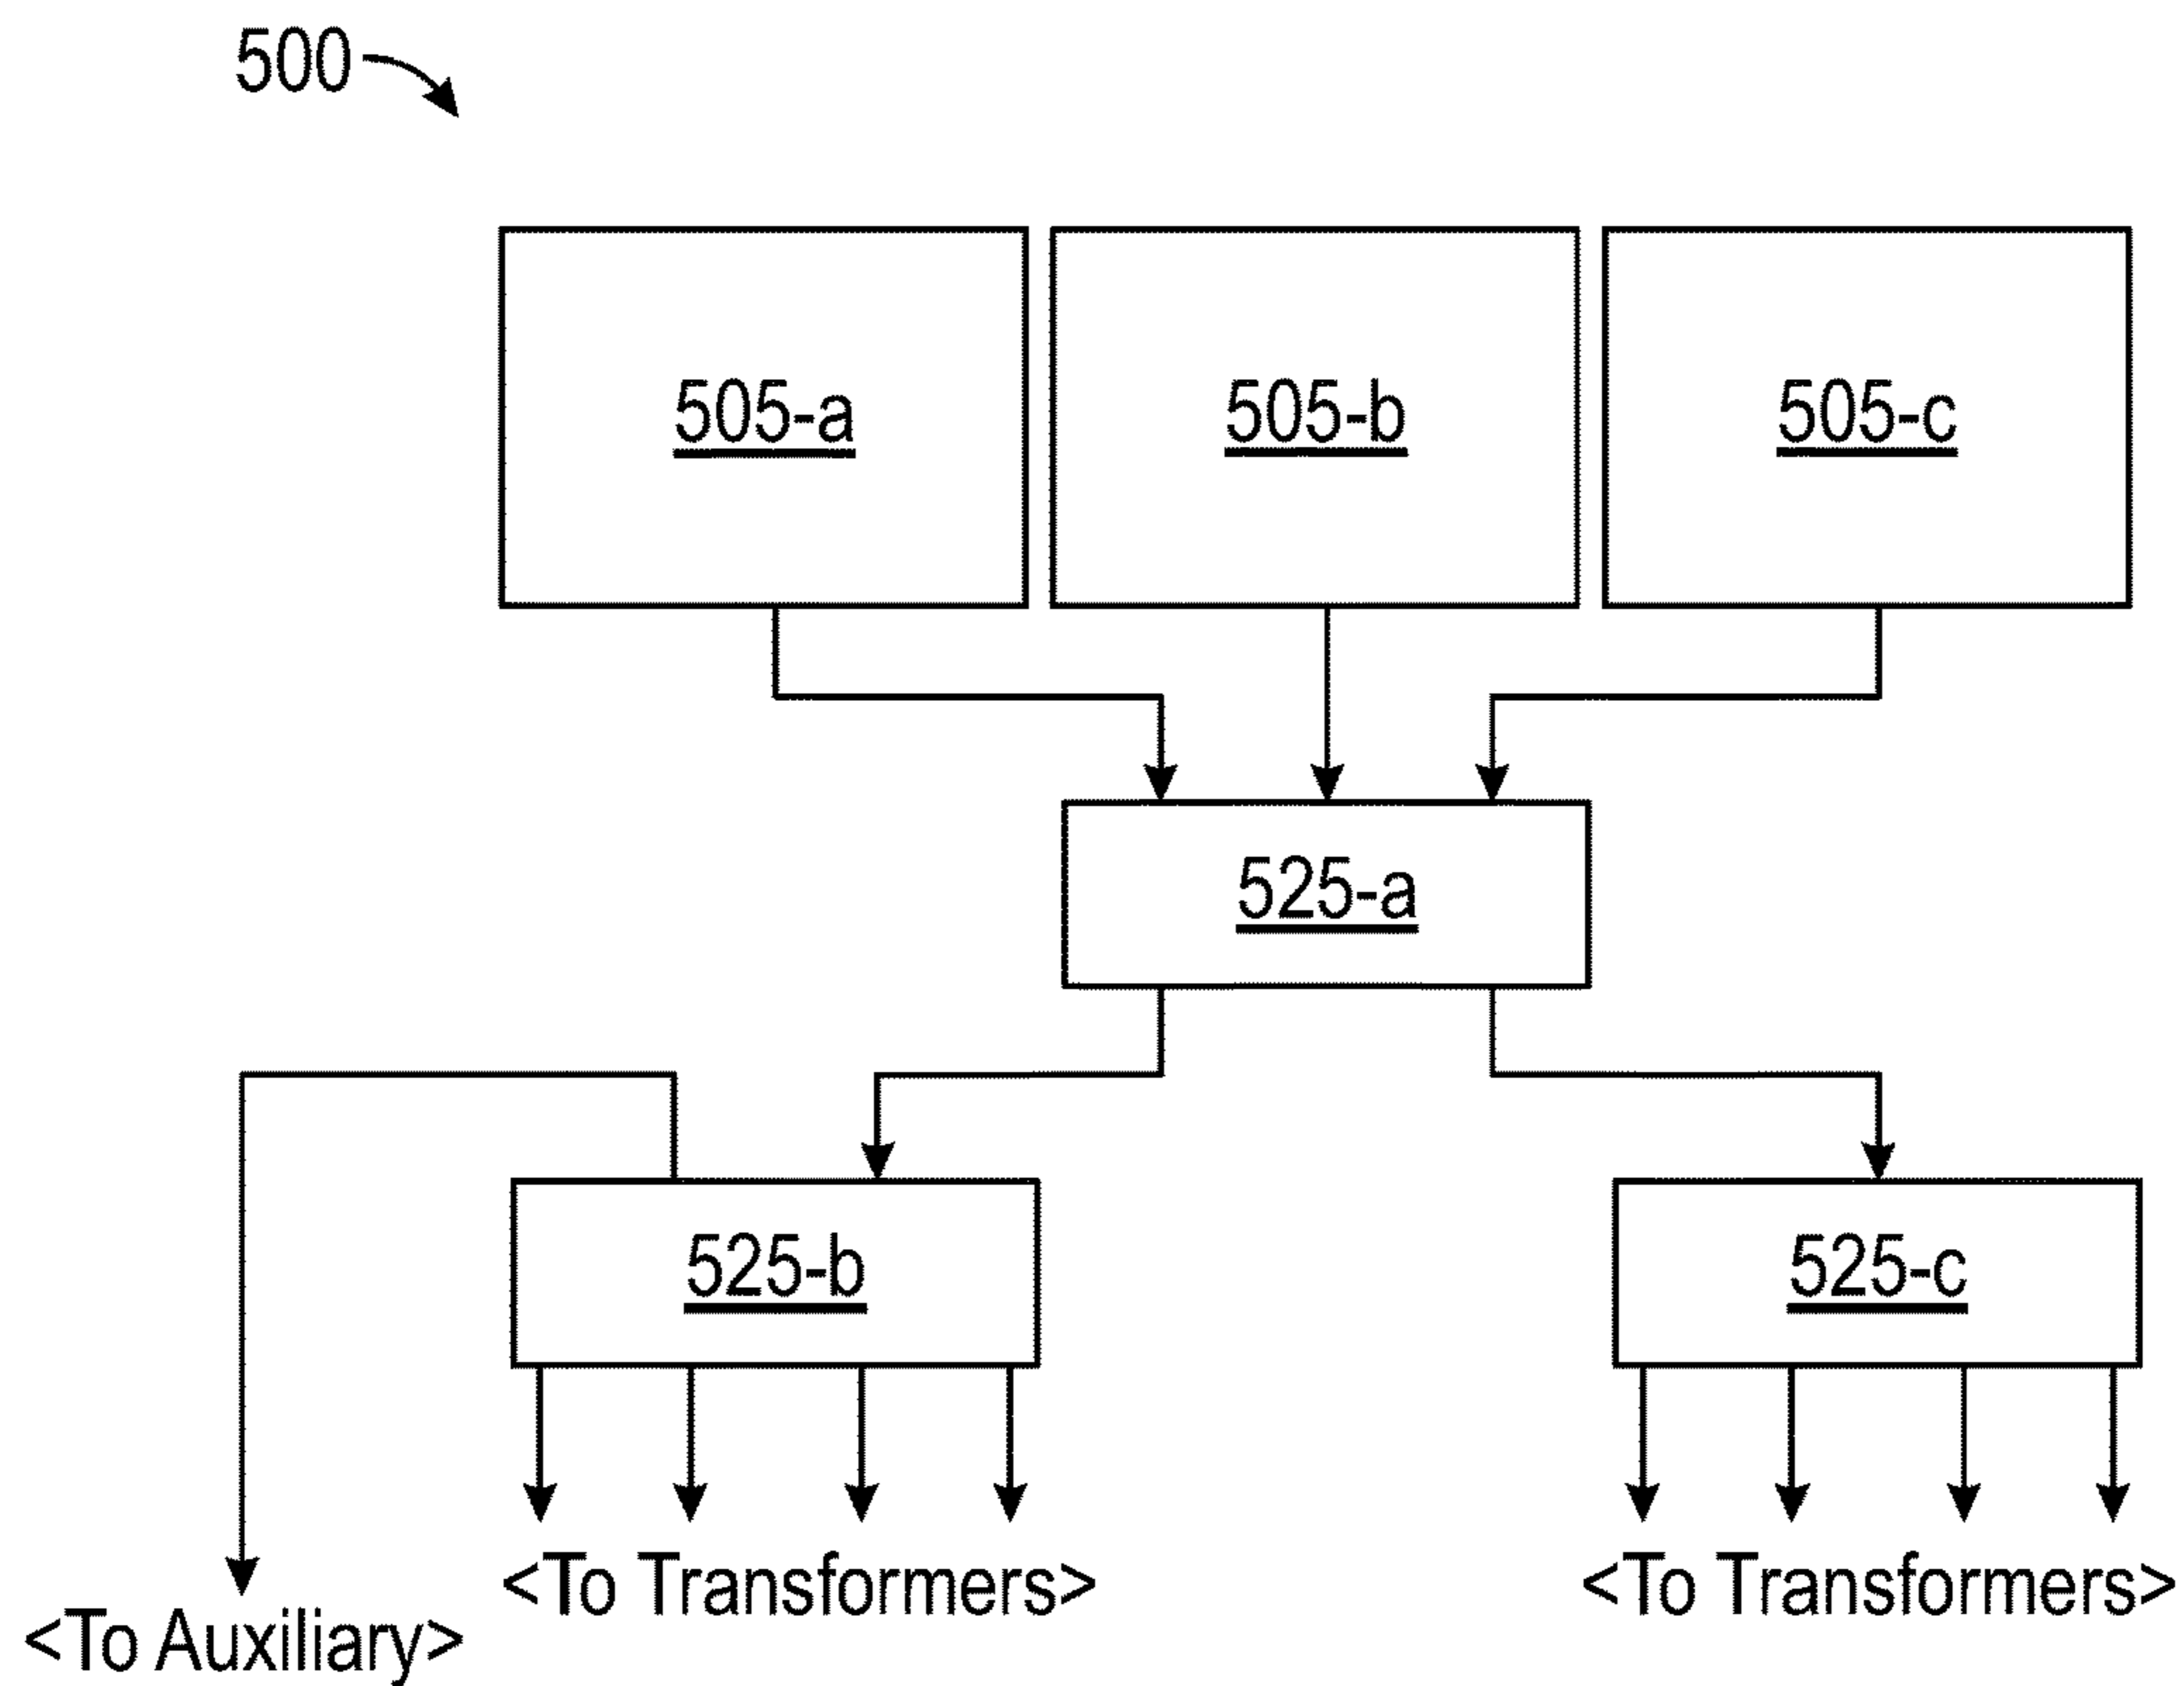 500
505-a
505-b
505-c
525-a
525-b
525-c
<To Transformers>
<To Transformers>
<To Auxiliary>